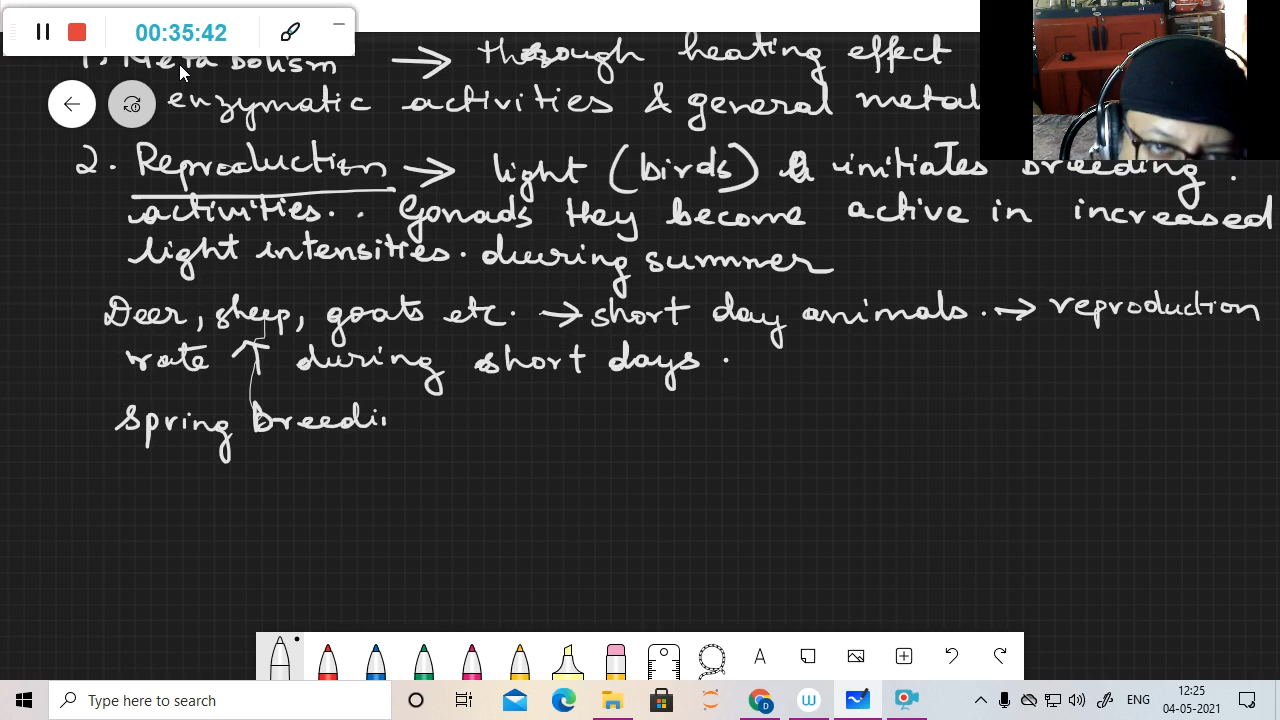 00:35:42
1. Metabolism → through heating effect
enzymatic activities & general metal
2. Reproduction → light (birds) initiates breeding.
activities.. Gonads they become active in increased
light intensities. during summer
Deer, sheep, goats etc. → short day animals. → reproduction
rate ↑ during short days.
Spring breedi
A
Type here to search
ENG
12:25
04-05-2021